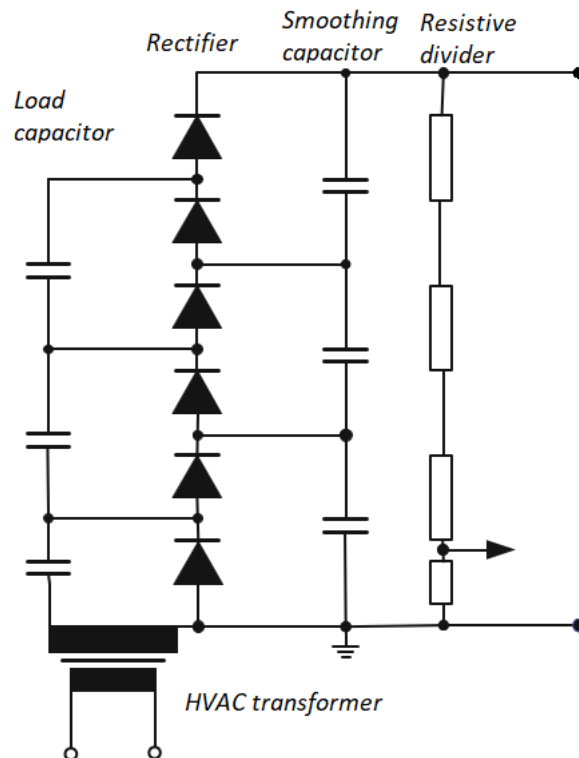 Rectifier
Smoothing
capacitor
Resistive
divider
Load
capacitor
HVAC transformer